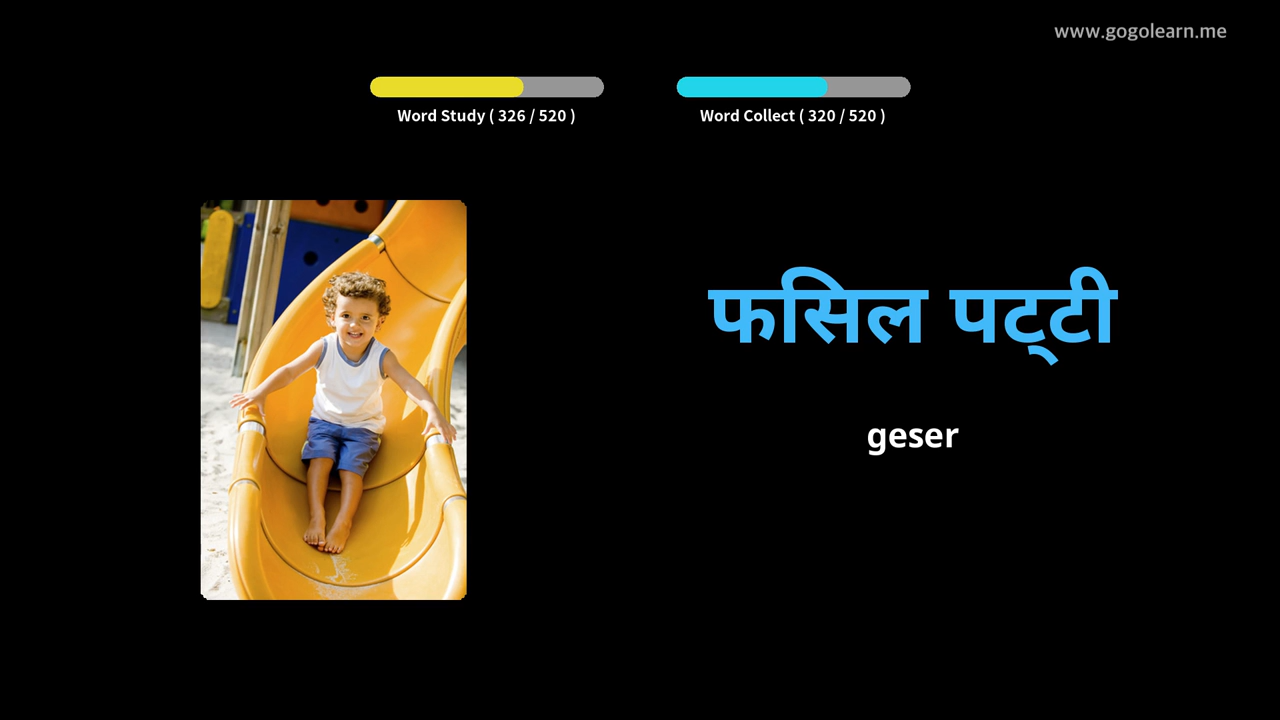 www.gogolearn.me
Word Study ( 326 / 520 )
Word Collect ( 320 / 520 )
फसिल पट्‌टी
geser